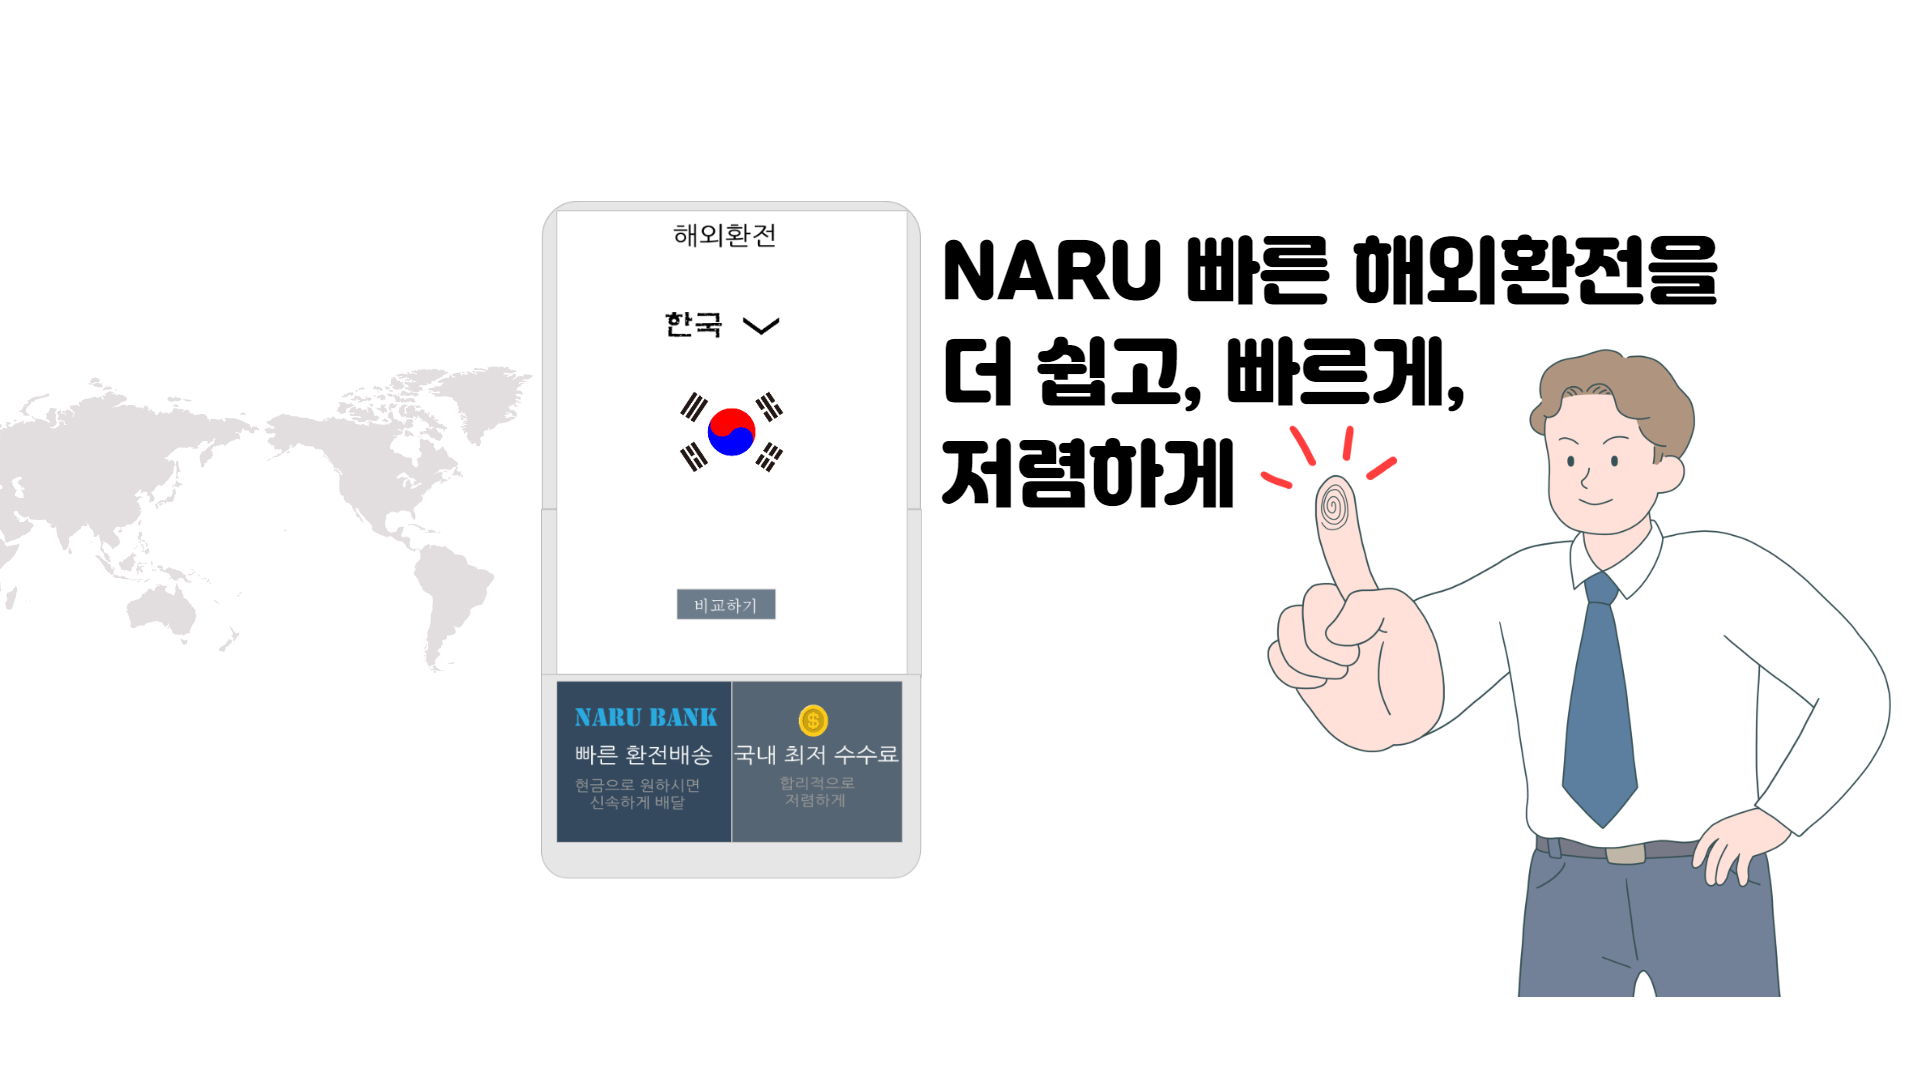 해외환전
한국
비교하기
NARU BANK
빠른 환전배송
현금으로 원하시면
신속하게 배달
$
국내 최저 수수료
합리적으로
저렴하게
NARU 빠른 해외환전을
더 쉽고, 빠르게,
저렴하게